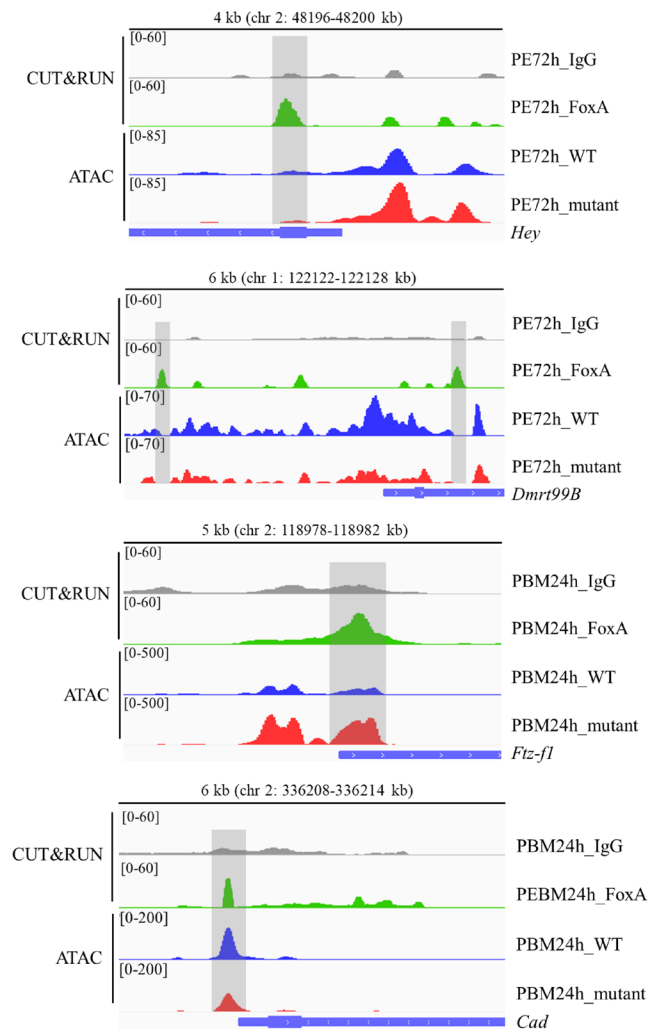 4 kb (chr 2: 48196-48200 kb)
[0-60]
PE72h_IgG
CUT&RUN
[0-60]
PE72h_FoxA
[0-85]
PE72h_WT
ATAC
[0-85]
PE72h_mutant
Hey
6 kb (chr 1: 122122-122128 kb)
[0-60]
PE72h_IgG
CUT&RUN
[0-60]
PE72h_FoxA
[0-70]
PE72h_WT
ATAC
[0-70]
PE72h_mutant
Dmrt99B
5 kb (chr 2: 118978-118982 kb)
[0-60]
PBM24h_IgG
CUT&RUN
[0-60]
PBM24h_FoxA
[0-500]
PBM24h_WT
ATAC
[0-500]
PBM24h_mutant
Ftz-f1
6 kb (chr 2: 336208-336214 kb)
[0-60]
PBM24h_IgG
CUT&RUN
[0-60]
PEBM24h_FoxA
[0-200]
PBM24h_WT
ATAC
[0-200]
PBM24h_mutant
Cad